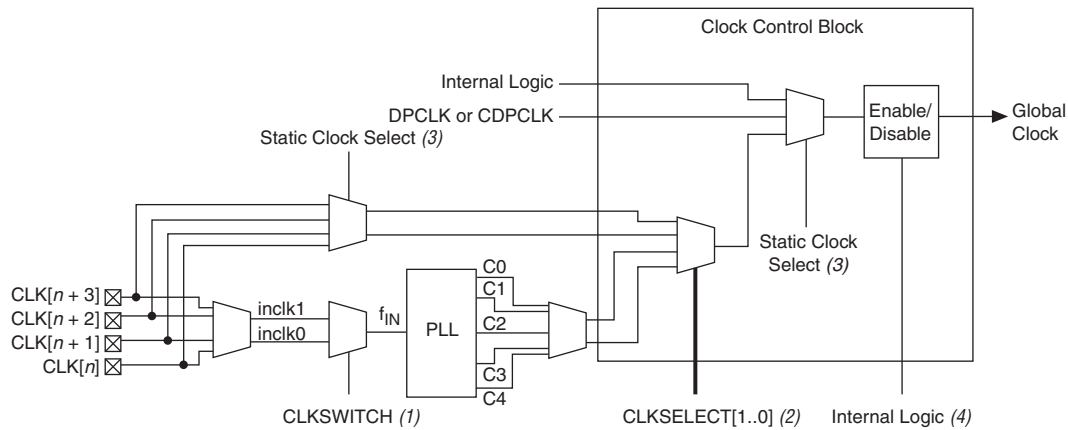 Clock Control Block
Internal Logic
DPCLK or CDPCLK
Static Clock Select (3)
Enable/
Disable
Global
Clock
Static Clock
Select (3)
CLK[n + 3]
CLK[n + 2]
CLK[n + 1]
CLK[n]
inclk1
inclk0
fIN
PLL
C0
C1
C2
C3
C4
CLKSWITCH (1)
CLKSELECT[1..0] (2)
Internal Logic (4)